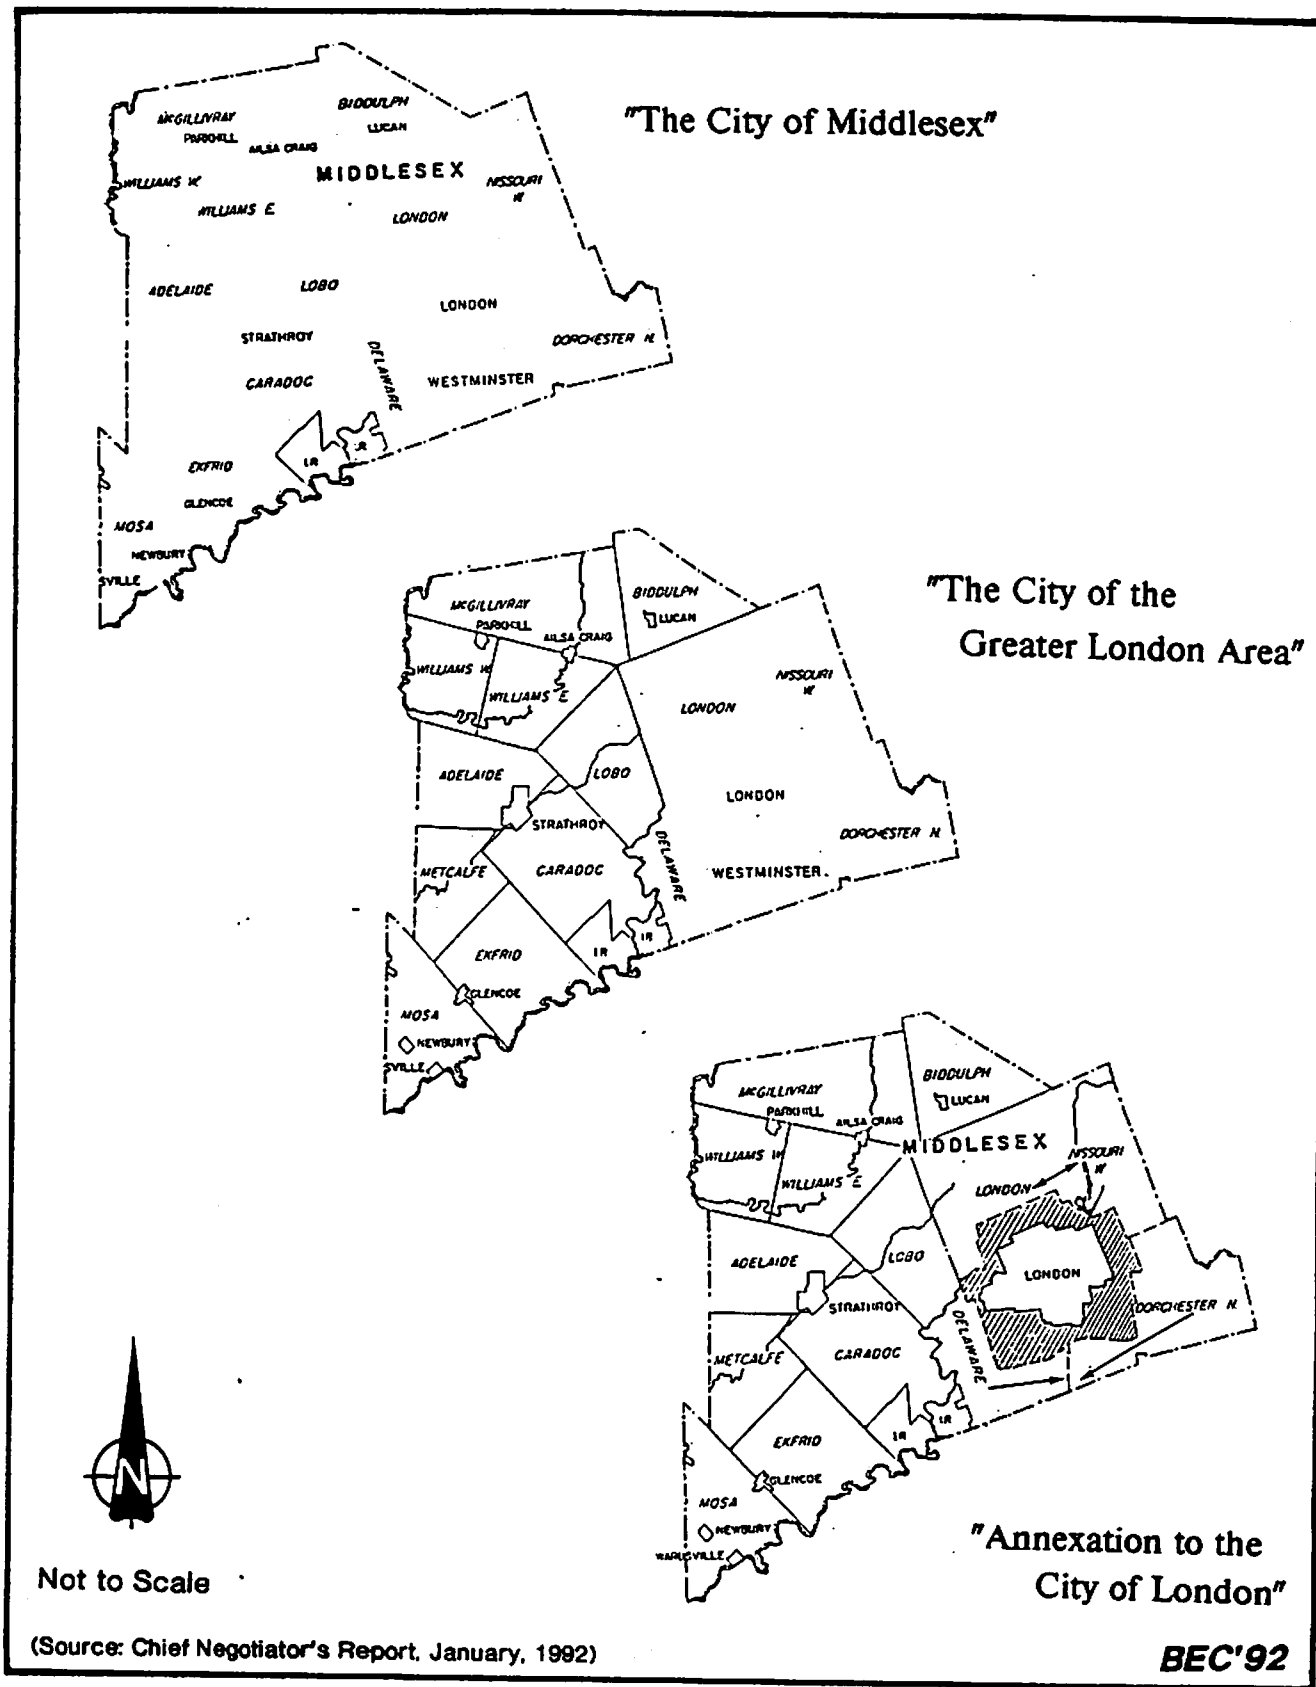 "The City of Middlesex"
McGILLIVRAY
BIDDULPH
PARKHILL
LUCAN
AILSA CRAIG
MIDDLESEX
WILLIAMS W.
NISSOURI
W.
WILLIAMS E
LONDON
ADELAIDE
LOBO
LONDON
STRATHROY
DORCHESTER N.
DELAWARE
CARADOC
WESTMINSTER
IR
IR
EKFRID
GLENCOE
MOSA
NEWBURY
SVILLE
"The City of the
Greater London Area"
McGILLIVRAY
BIDDULPH
PARKHILL
LUCAN
AILSA CRAIG
WILLIAMS W.
NISSOURI
W.
WILLIAMS E
LONDON
ADELAIDE
LOBO
LONDON
STRATHROY
DORCHESTER N.
DELAWARE
METCALFE
CARADOC
WESTMINSTER
IR
IR
EKFRID
GLENCOE
MOSA
NEWBURY
SVILLE
McGILLIVRAY
BIDDULPH
PARKHILL
LUCAN
AILSA CRAIG
MIDDLESEX
WILLIAMS W.
NISSOURI
W.
WILLIAMS E
LONDON
ADELAIDE
LOBO
LONDON
STRATHROY
DORCHESTER N.
DELAWARE
METCALFE
CARADOC
IR
IR
EKFRID
GLENCOE
MOSA
NEWBURY
WARDSVILLE
"Annexation to the
City of London"
N
Not to Scale
(Source: Chief Negotiator's Report, January, 1992)
BEC'92